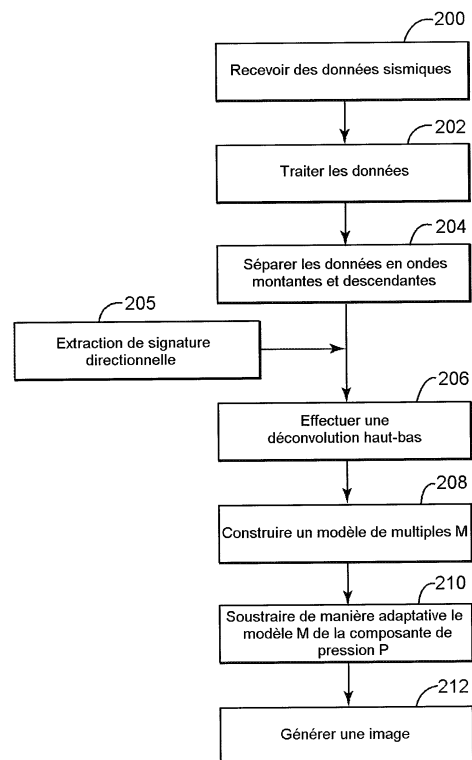 200
Recevoir des données sismiques
202
Traiter les données
204
Séparer les données en ondes
montantes et descendantes
205
Extraction de signature
directionnelle
206
Effectuer une
déconvolution haut-bas
208
Construire un modèle de multiples M
210
Soustraire de manière adaptative le
modèle M de la composante de
pression P
212
Générer une image